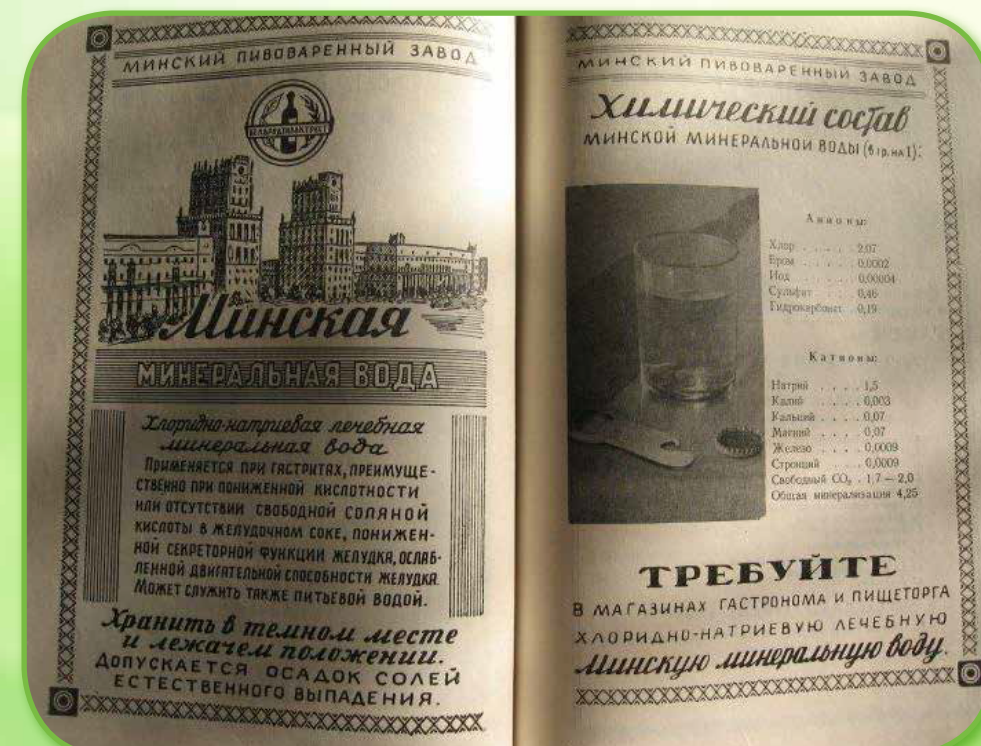 МИНСКИЙ ПИВОВАРЕННЫЙ ЗАВОД
Минская
МИНЕРАЛЬНАЯ ВОДА
Хлоридно-натриевая лечебная
минеральная вода
ПРИМЕНЯЕТСЯ ПРИ ГАСТРИТАХ, ПРЕИМУЩЕ-
СТВЕННО ПРИ ПОНИЖЕННОЙ КИСЛОТНОСТИ
ИЛИ ОТСУТСТВИИ СВОБОДНОЙ СОЛЯНОЙ
КИСЛОТЫ В ЖЕЛУДОЧНОМ СОКЕ, ПОНИЖЕН-
НОЙ СЕКРЕТОРНОЙ ФУНКЦИИ ЖЕЛУДКА, ОСЛАБ-
ЛЕННОЙ ДВИГАТЕЛЬНОЙ СПОСОБНОСТИ ЖЕЛУДКА.
МОЖЕТ СЛУЖИТЬ ТАКЖЕ ПИТЬЕВОЙ ВОДОЙ.
Хранить в темном месте
и лежачем положении.
ДОПУСКАЕТСЯ ОСАДОК СОЛЕЙ
ЕСТЕСТВЕННОГО ВЫПАДЕНИЯ.
МИНСКИЙ ПИВОВАРЕННЫЙ ЗАВОД
Химический состав
МИНСКОЙ МИНЕРАЛЬНОЙ ВОДЫ (в гр. на 1):
Анионы:
Хлор . . . . . 2,07
Бром . . . . . 0,0002
Иод . . . . . 0,00004
Сульфат . . . 0,46
Гидрокарбонат . 0,19
Катионы:
Натрий . . . . 1,5
Калий . . . . 0,003
Кальций . . . . 0,07
Магний . . . . 0,07
Железо . . . . 0,0009
Стронций . . . 0,0009
Свободный CO₂ . 1,7 — 2,0
Общая минерализация 4,25
ТРЕБУЙТЕ
В МАГАЗИНАХ ГАСТРОНОМА И ПИЩЕТОРГА
ХЛОРИДНО-НАТРИЕВУЮ ЛЕЧЕБНУЮ
Минскую минеральную воду.